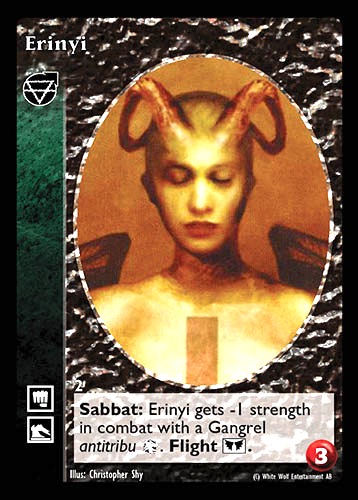 Erinyi
2
Sabbat: Erinyi gets -1 strength
in combat with a Gangrel
antitribu . Flight .
3
Illus: Christopher Shy
(C) White Wolf Entertainment AB